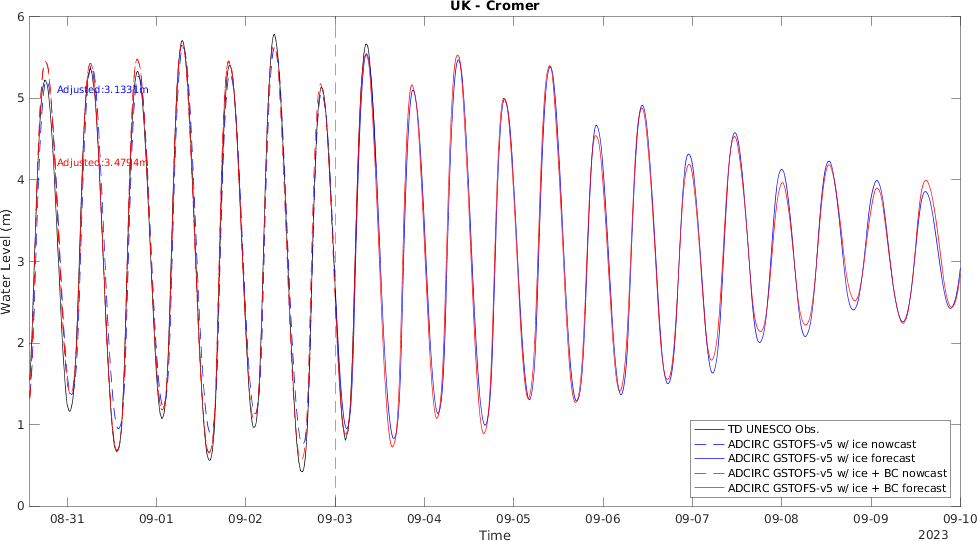 UK - Cromer
6
5
4
3
2
1
0
Water Level (m)
Adjusted:3.1331m
Adjusted:3.4794m
TD UNESCO Obs.
ADCIRC GSTOFS-v5 w/ ice nowcast
ADCIRC GSTOFS-v5 w/ ice forecast
ADCIRC GSTOFS-v5 w/ ice + BC nowcast
ADCIRC GSTOFS-v5 w/ ice + BC forecast
08-31 09-01 09-02 09-03 09-04 09-05 09-06 09-07 09-08 09-09 09-10
Time
2023